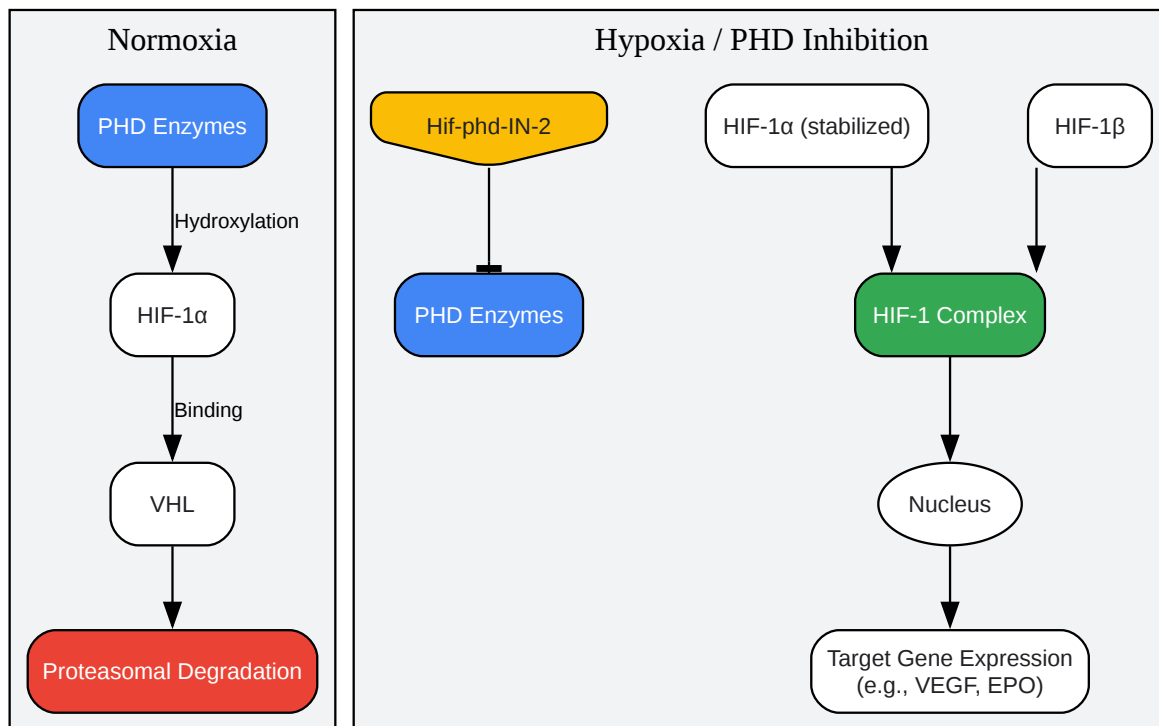 Normoxia
PHD Enzymes
Hydroxylation
HIF-1α
Binding
VHL
Proteasomal Degradation
Hypoxia / PHD Inhibition
Hif-phd-IN-2
HIF-1α (stabilized)
HIF-1β
PHD Enzymes
HIF-1 Complex
Nucleus
Target Gene Expression
(e.g., VEGF, EPO)